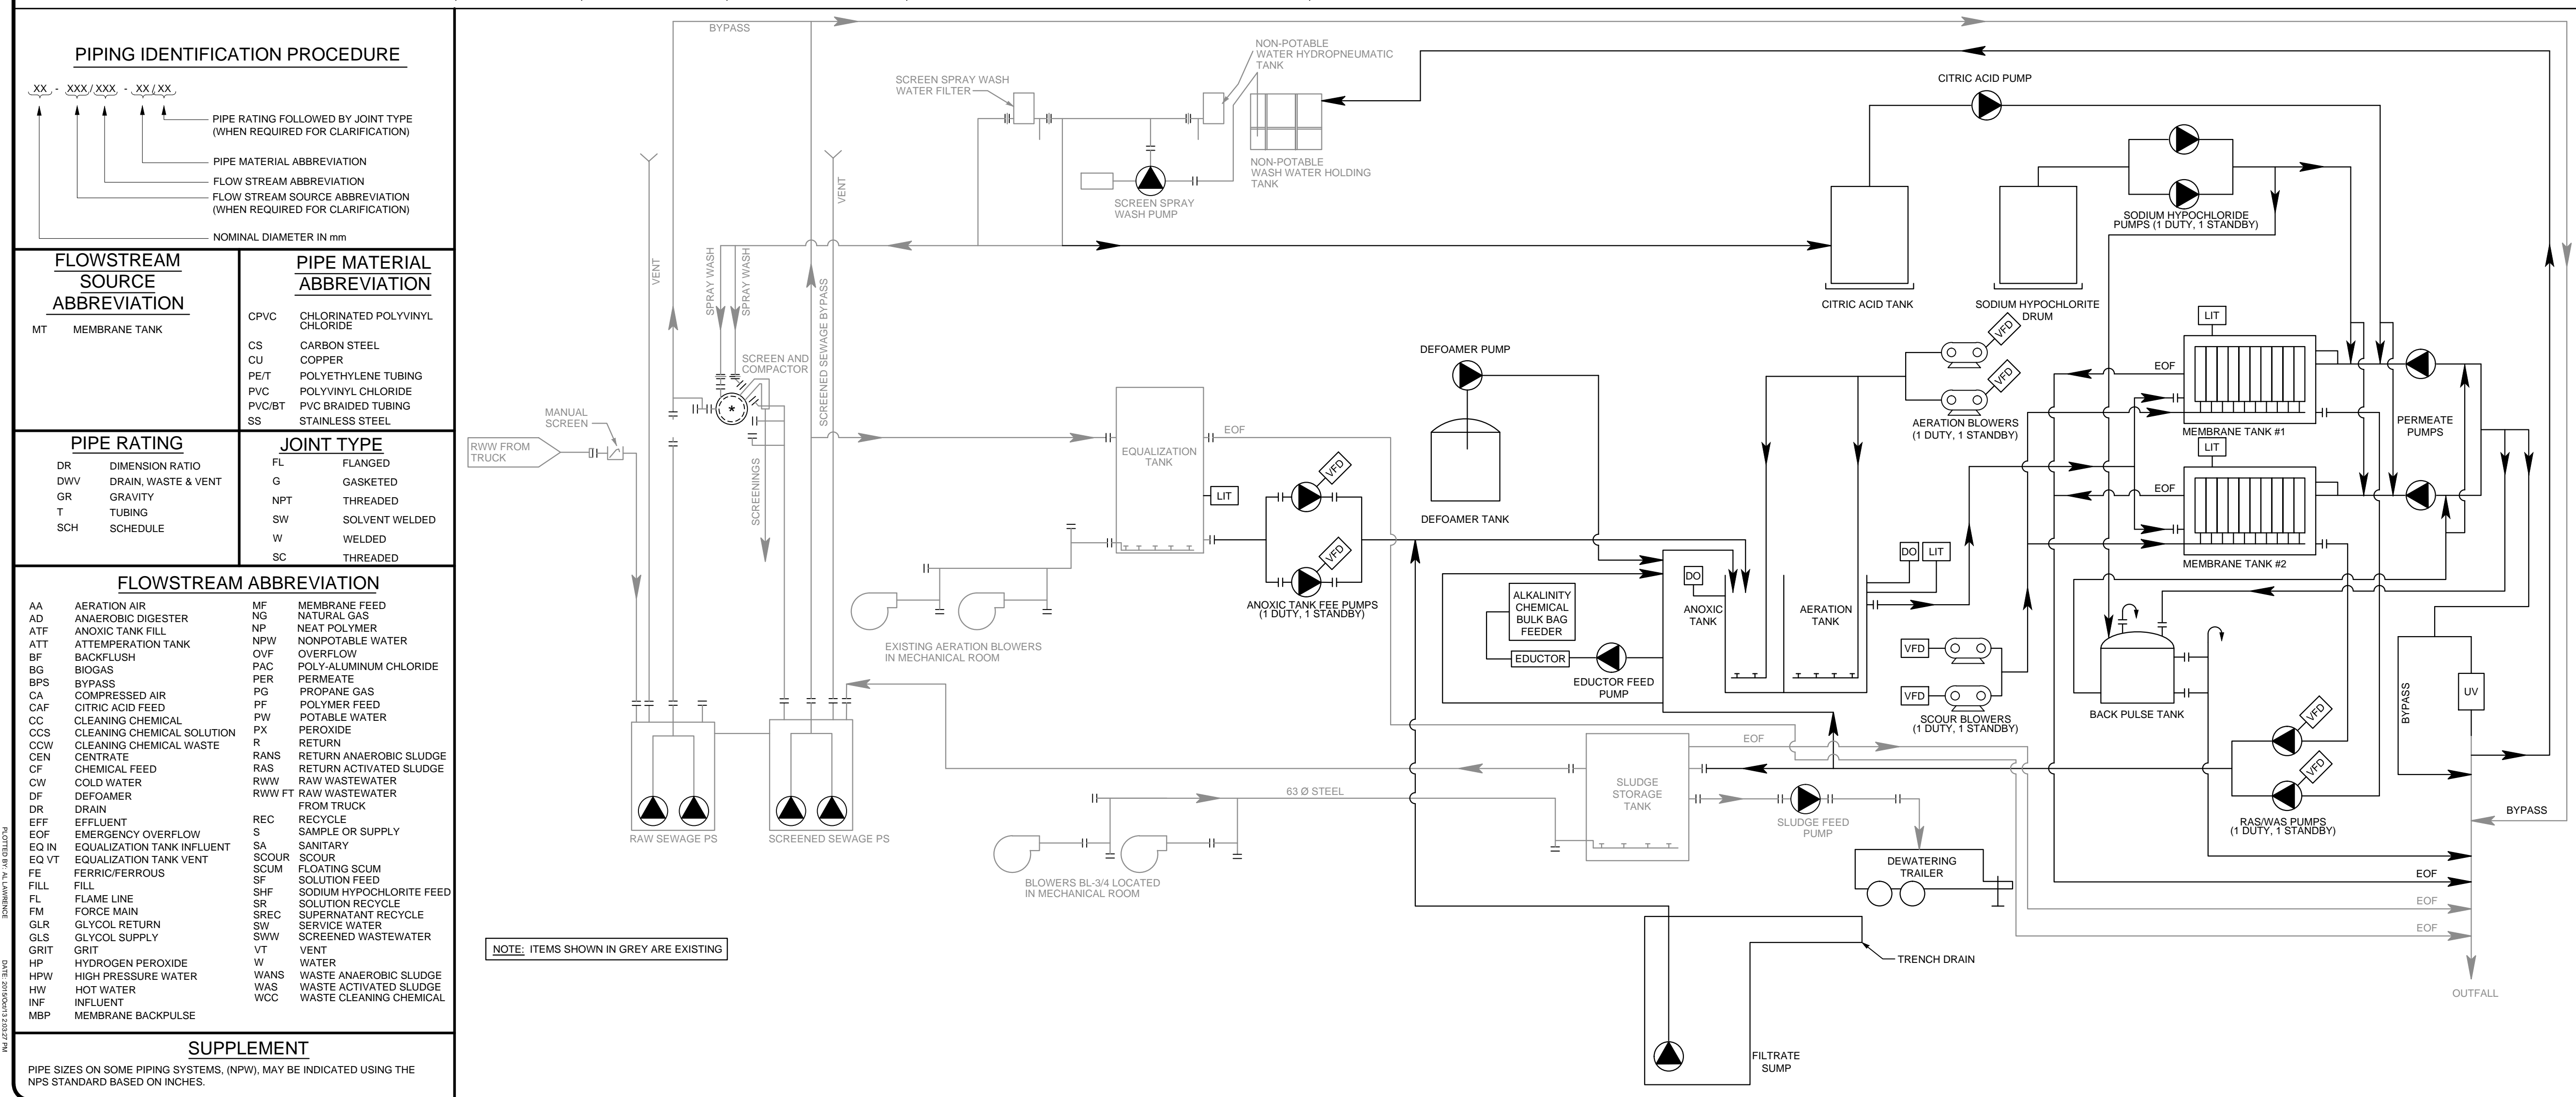 PIPING IDENTIFICATION PROCEDURE
XX - XXX/XXX - XX/XX
PIPE RATING FOLLOWED BY JOINT TYPE
(WHEN REQUIRED FOR CLARIFICATION)
PIPE MATERIAL ABBREVIATION
FLOW STREAM ABBREVIATION
FLOW STREAM SOURCE ABBREVIATION
(WHEN REQUIRED FOR CLARIFICATION)
NOMINAL DIAMETER IN mm
FLOWSTREAM
SOURCE
ABBREVIATION
MT MEMBRANE TANK
PIPE MATERIAL
ABBREVIATION
CPVC CHLORINATED POLYVINYL
CHLORIDE
CS CARBON STEEL
CU COPPER
PE/T POLYETHYLENE TUBING
PVC POLYVINYL CHLORIDE
PVC/BT PVC BRAIDED TUBING
SS STAINLESS STEEL
PIPE RATING
DR DIMENSION RATIO
DWV DRAIN, WASTE & VENT
GR GRAVITY
T TUBING
SCH SCHEDULE
JOINT TYPE
FL FLANGED
G GASKETED
NPT THREADED
SW SOLVENT WELDED
W WELDED
SC THREADED
FLOWSTREAM ABBREVIATION
AA AERATION AIR
AD ANAEROBIC DIGESTER
ATF ANOXIC TANK FILL
ATT ATTEMPERATION TANK
BF BACKFLUSH
BG BIOGAS
BPS BYPASS
CA COMPRESSED AIR
CAF CITRIC ACID FEED
CC CLEANING CHEMICAL
CCS CLEANING CHEMICAL SOLUTION
CCW CLEANING CHEMICAL WASTE
CEN CENTRATE
CF CHEMICAL FEED
CW COLD WATER
DF DEFOAMER
DR DRAIN
EFF EFFLUENT
EOF EMERGENCY OVERFLOW
EQ IN EQUALIZATION TANK INFLUENT
EQ VT EQUALIZATION TANK VENT
FE FERRIC/FERROUS
FILL FILL
FL FLAME LINE
FM FORCE MAIN
GLR GLYCOL RETURN
GLS GLYCOL SUPPLY
GRIT GRIT
HP HYDROGEN PEROXIDE
HPW HIGH PRESSURE WATER
HW HOT WATER
INF INFLUENT
MBP MEMBRANE BACKPULSE
MF MEMBRANE FEED
NG NATURAL GAS
NP NEAT POLYMER
NPW NONPOTABLE WATER
OVF OVERFLOW
PAC POLY-ALUMINUM CHLORIDE
PER PERMEATE
PG PROPANE GAS
PF POLYMER FEED
PW POTABLE WATER
PX PEROXIDE
R RETURN
RANS RETURN ANAEROBIC SLUDGE
RAS RETURN ACTIVATED SLUDGE
RWW RAW WASTEWATER
RWW FT RAW WASTEWATER
FROM TRUCK
REC RECYCLE
S SAMPLE OR SUPPLY
SA SANITARY
SCOUR SCOUR
SCUM FLOATING SCUM
SF SOLUTION FEED
SHF SODIUM HYPOCHLORITE FEED
SR SOLUTION RECYCLE
SREC SUPERNATANT RECYCLE
SW SERVICE WATER
SWW SCREENED WASTEWATER
VT VENT
W WATER
WANS WASTE ANAEROBIC SLUDGE
WAS WASTE ACTIVATED SLUDGE
WCC WASTE CLEANING CHEMICAL
SUPPLEMENT
PIPE SIZES ON SOME PIPING SYSTEMS, (NPW), MAY BE INDICATED USING THE
NPS STANDARD BASED ON INCHES.
PLOTTED BY: AL LAWRENCE
DATE: 2015/Oct/13 2:03:27 PM
BYPASS
SCREEN SPRAY WASH
WATER FILTER
NON-POTABLE
WATER HYDROPNEUMATIC
TANK
NON-POTABLE
WASH WATER HOLDING
TANK
SCREEN SPRAY
WASH PUMP
VENT
VENT
SPRAY WASH
SPRAY WASH
SCREENED SEWAGE BYPASS
SCREEN AND
COMPACTOR
*
MANUAL
SCREEN
RWW FROM
TRUCK
SCREENINGS
RAW SEWAGE PS
SCREENED SEWAGE PS
EQUALIZATION
TANK
EOF
LIT
VFD
VFD
ANOXIC TANK FEE PUMPS
(1 DUTY, 1 STANDBY)
EXISTING AERATION BLOWERS
IN MECHANICAL ROOM
63 Ø STEEL
BLOWERS BL-3/4 LOCATED
IN MECHANICAL ROOM
NOTE: ITEMS SHOWN IN GREY ARE EXISTING
DEFOAMER PUMP
DEFOAMER TANK
ALKALINITY
CHEMICAL
BULK BAG
FEEDER
EDUCTOR
EDUCTOR FEED
PUMP
DO
ANOXIC
TANK
AERATION
TANK
DO
LIT
CITRIC ACID PUMP
CITRIC ACID TANK
SODIUM HYPOCHLORITE
DRUM
SODIUM HYPOCHLORIDE
PUMPS (1 DUTY, 1 STANDBY)
VFD
VFD
AERATION BLOWERS
(1 DUTY, 1 STANDBY)
LIT
EOF
MEMBRANE TANK #1
LIT
EOF
MEMBRANE TANK #2
PERMEATE
PUMPS
VFD
VFD
SCOUR BLOWERS
(1 DUTY, 1 STANDBY)
BACK PULSE TANK
BYPASS
UV
VFD
VFD
RAS/WAS PUMPS
(1 DUTY, 1 STANDBY)
SLUDGE
STORAGE
TANK
EOF
SLUDGE FEED
PUMP
DEWATERING
TRAILER
TRENCH DRAIN
FILTRATE
SUMP
BYPASS
EOF
EOF
EOF
OUTFALL